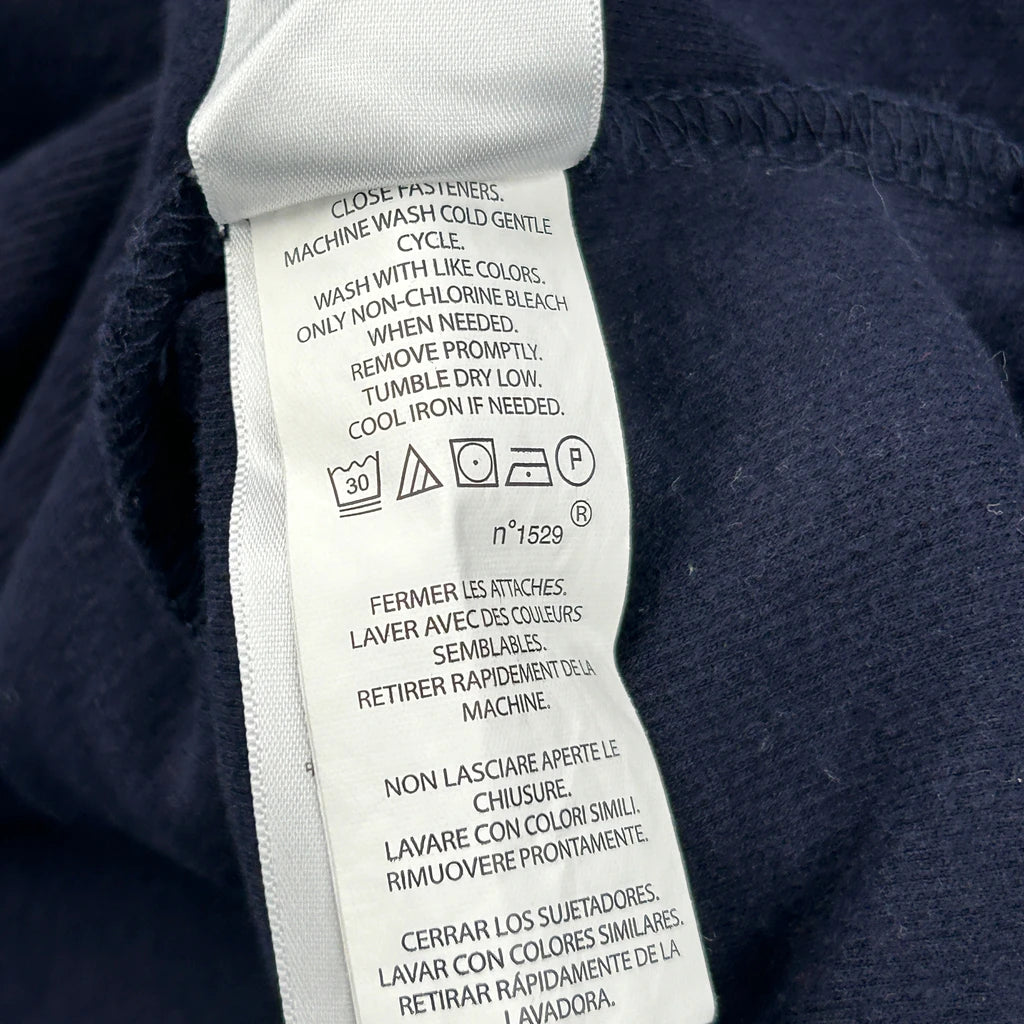 CLOSE FASTENERS.
MACHINE WASH COLD GENTLE
CYCLE.
WASH WITH LIKE COLORS.
ONLY NON-CHLORINE BLEACH
WHEN NEEDED.
REMOVE PROMPTLY.
TUMBLE DRY LOW.
COOL IRON IF NEEDED.
30 P
®
n°1529
FERMER LES ATTACHES.
LAVER AVEC DES COULEURS
SEMBLABLES.
RETIRER RAPIDEMENT DE LA
MACHINE.
NON LASCIARE APERTE LE
CHIUSURE.
LAVARE CON COLORI SIMILI.
RIMUOVERE PRONTAMENTE.
CERRAR LOS SUJETADORES.
LAVAR CON COLORES SIMILARES.
RETIRAR RÁPIDAMENTE DE LA
LAVADORA.